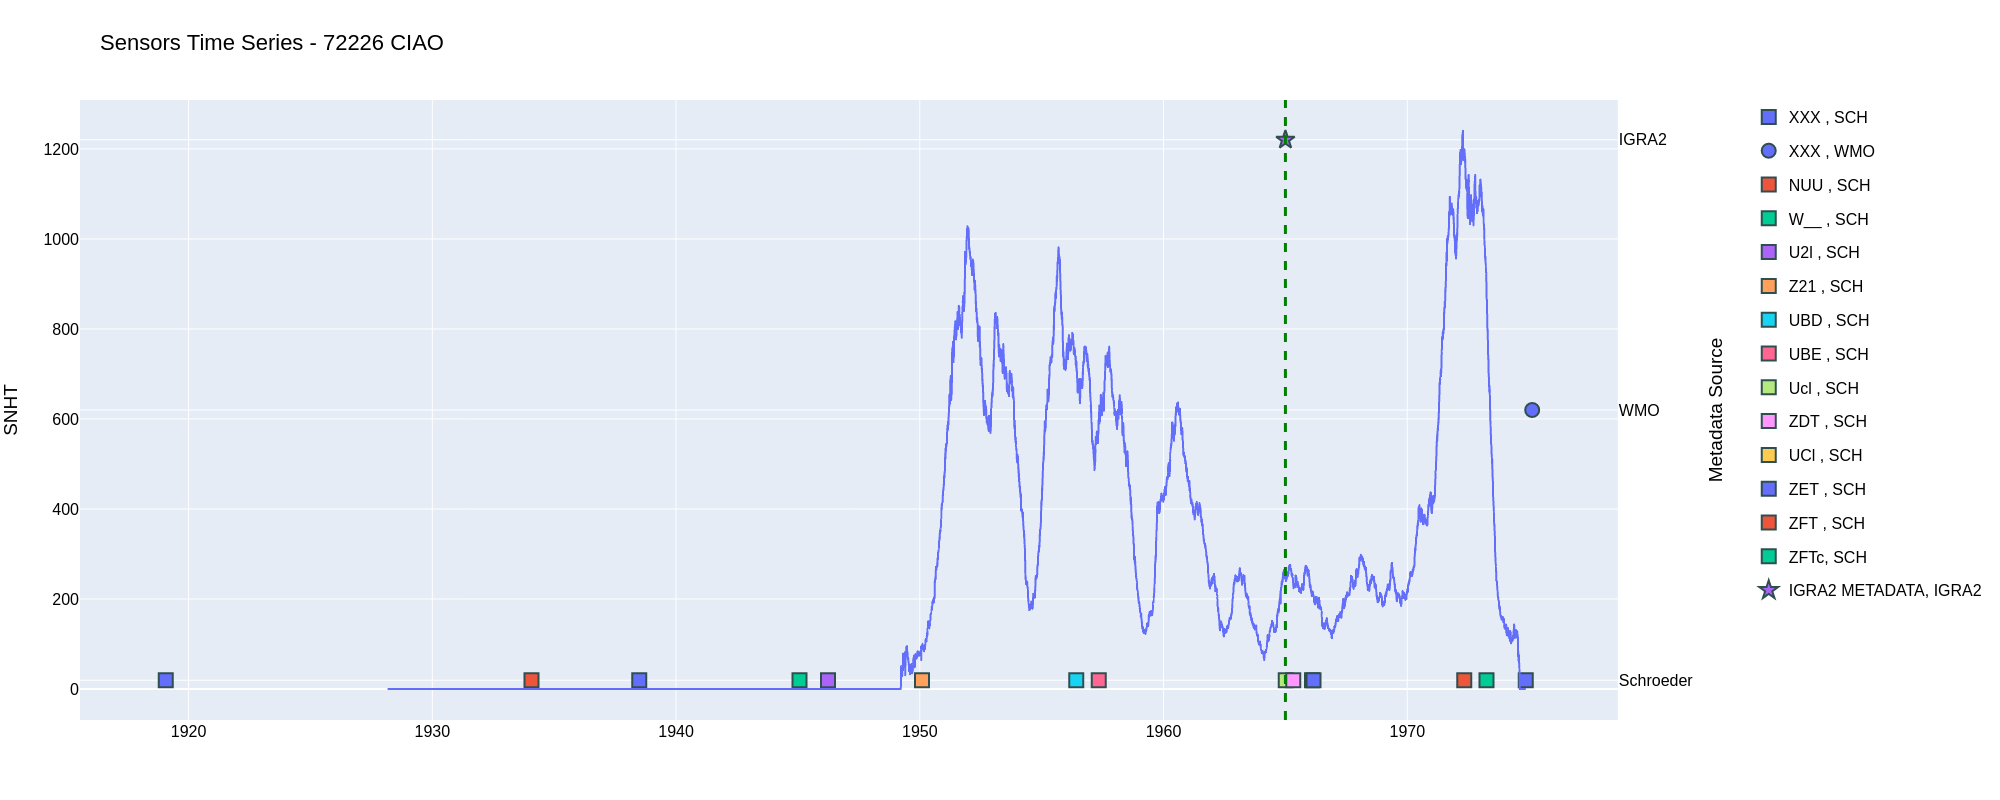 Sensors Time Series - 72226 CIAO
SNHT
1200
1000
800
600
400
200
0
1920
1930
1940
1950
1960
1970
IGRA2
WMO
Schroeder
Metadata Source
XXX , SCH
XXX , WMO
NUU , SCH
W__ , SCH
U2I , SCH
Z21 , SCH
UBD , SCH
UBE , SCH
UcI , SCH
ZDT , SCH
UCI , SCH
ZET , SCH
ZFT , SCH
ZFTc, SCH
IGRA2 METADATA, IGRA2